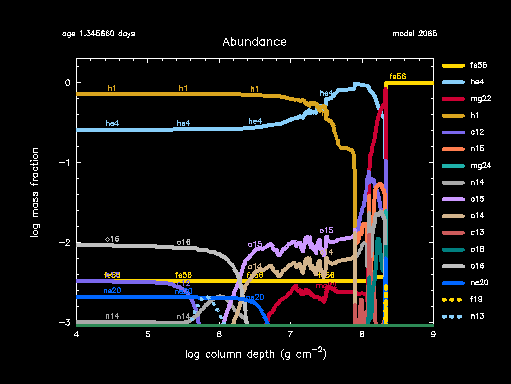 age 1.345660 days
model 2065
Abundance
log mass fraction
0
-1
-2
-3
4
5
6
7
8
9
log column depth (g cm-2)
h1
h1
h1
he4
he4
he4
he4
fe56
o16
o16
o15
o15
o14
fe56
fe56
ne20
ne20
n14
n14
fe56
he4
mg22
h1
c12
n15
mg24
n14
o15
o14
c13
o18
o16
ne20
f19
n13